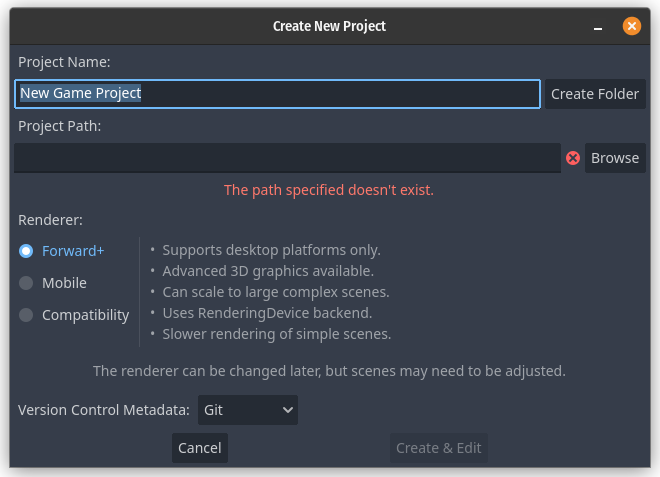 Create New Project
Project Name:
New Game Project
Create Folder
Project Path:
Browse
The path specified doesn't exist.
Renderer:
Forward+
Mobile
Compatibility
• Supports desktop platforms only.
• Advanced 3D graphics available.
• Can scale to large complex scenes.
• Uses RenderingDevice backend.
• Slower rendering of simple scenes.
The renderer can be changed later, but scenes may need to be adjusted.
Version Control Metadata: Git
Cancel
Create & Edit